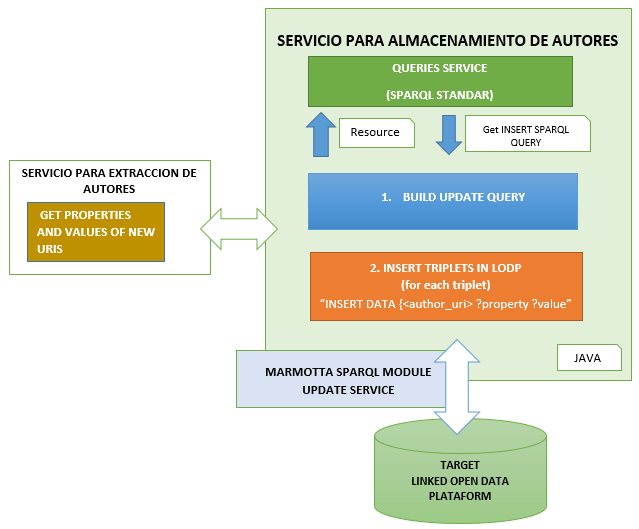 SERVICIO PARA ALMACENAMIENTO DE AUTORES
QUERIES SERVICE
(SPARQL STANDAR)
Resource
Get INSERT SPARQL
QUERY
SERVICIO PARA EXTRACCION DE
AUTORES
GET PROPERTIES
AND VALUES OF NEW
URIS
1. BUILD UPDATE QUERY
2. INSERT TRIPLETS IN LODP
(for each triplet)
“INSERT DATA {<author_uri> ?property ?value”
JAVA
MARMOTTA SPARQL MODULE
UPDATE SERVICE
TARGET
LINKED OPEN DATA
PLATAFORM